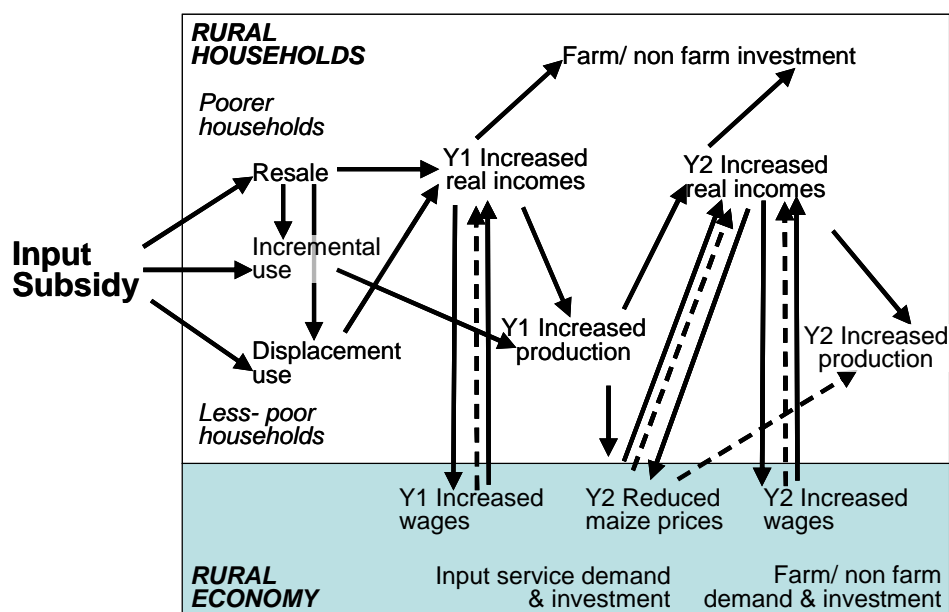 RURAL
HOUSEHOLDS
Farm/ non farm investment
Poorer
households
Resale
Y1 Increased
real incomes
Y2 Increased
real incomes
Input
Subsidy
Incremental
use
Y1 Increased
production
Y2 Increased
production
Displacement
use
Less- poor
households
Y1 Increased
wages
Y2 Reduced
maize prices
Y2 Increased
wages
RURAL
ECONOMY
Input service demand
& investment
Farm/ non farm
demand & investment